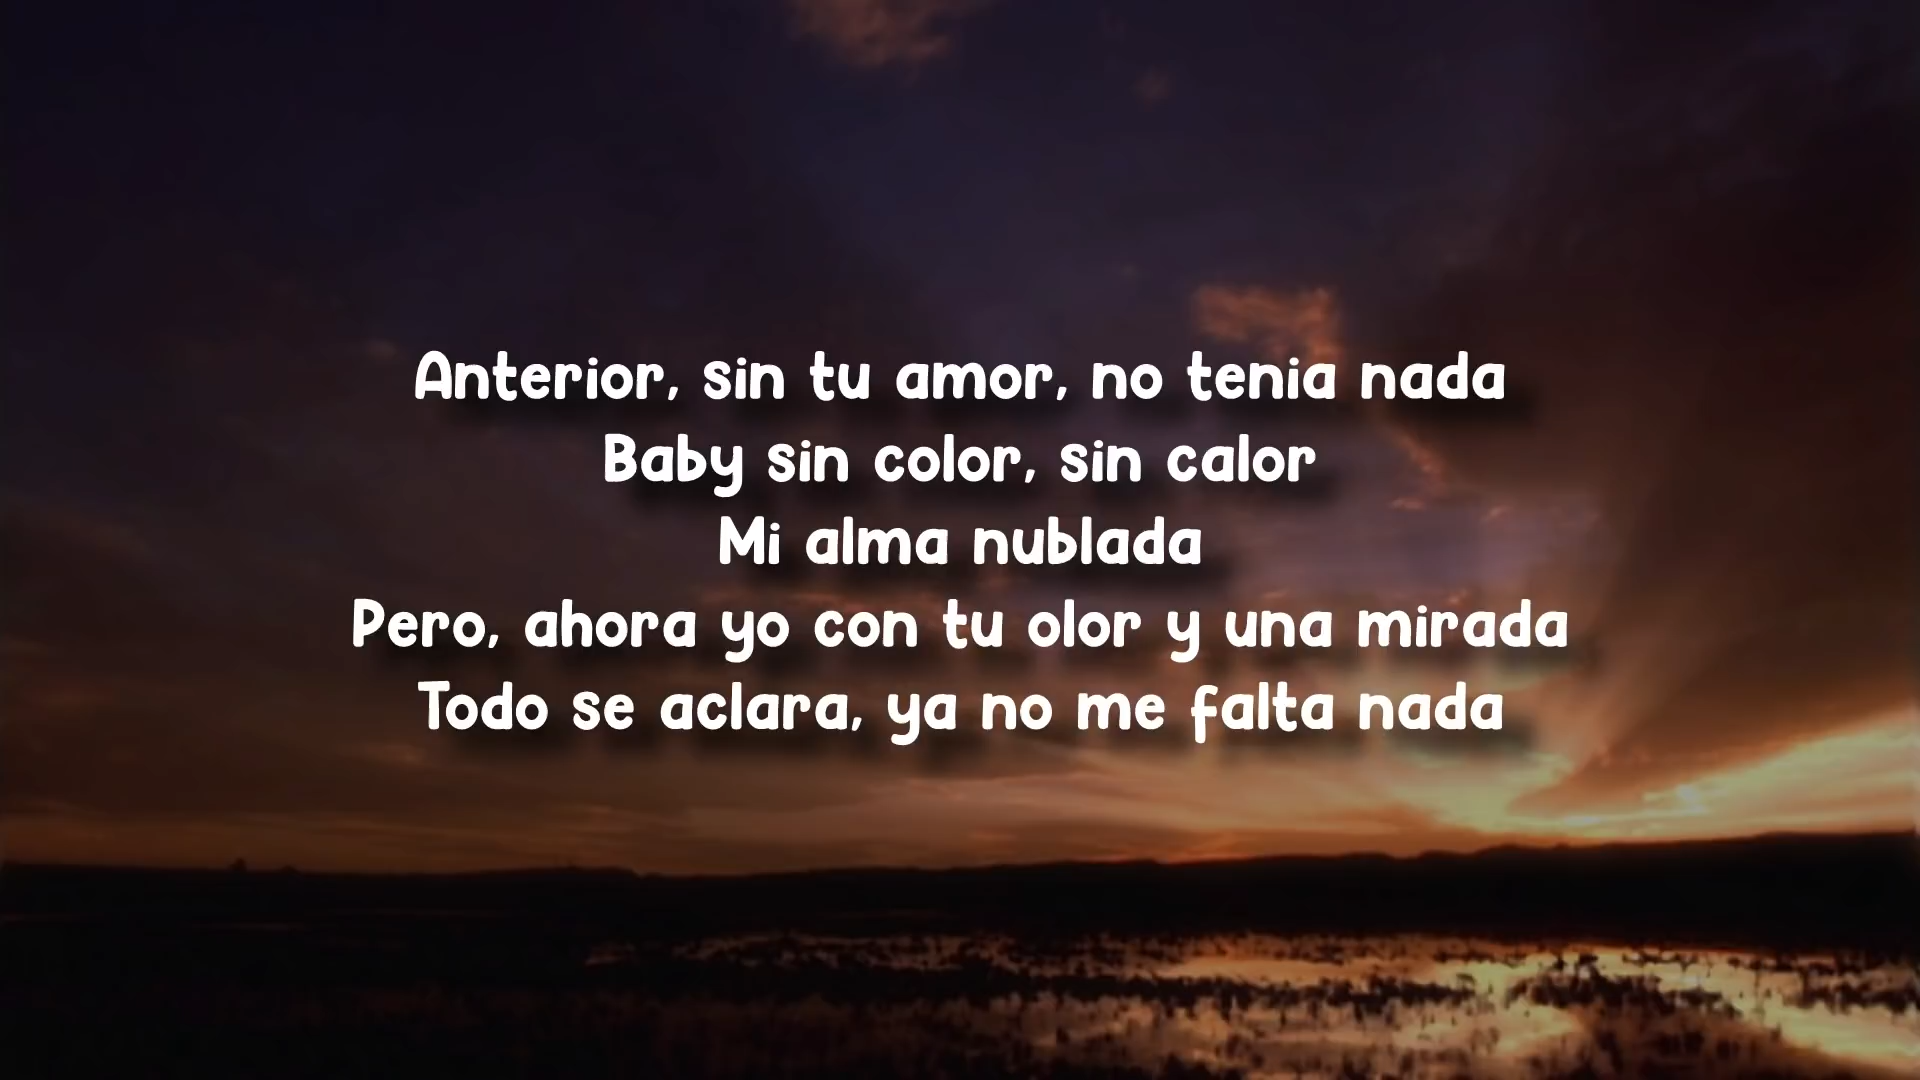 Anterior, sin tu amor, no tenia nada
Baby sin color, sin calor
Mi alma nublada
Pero, ahora yo con tu olor y una mirada
Todo se aclara, ya no me falta nada